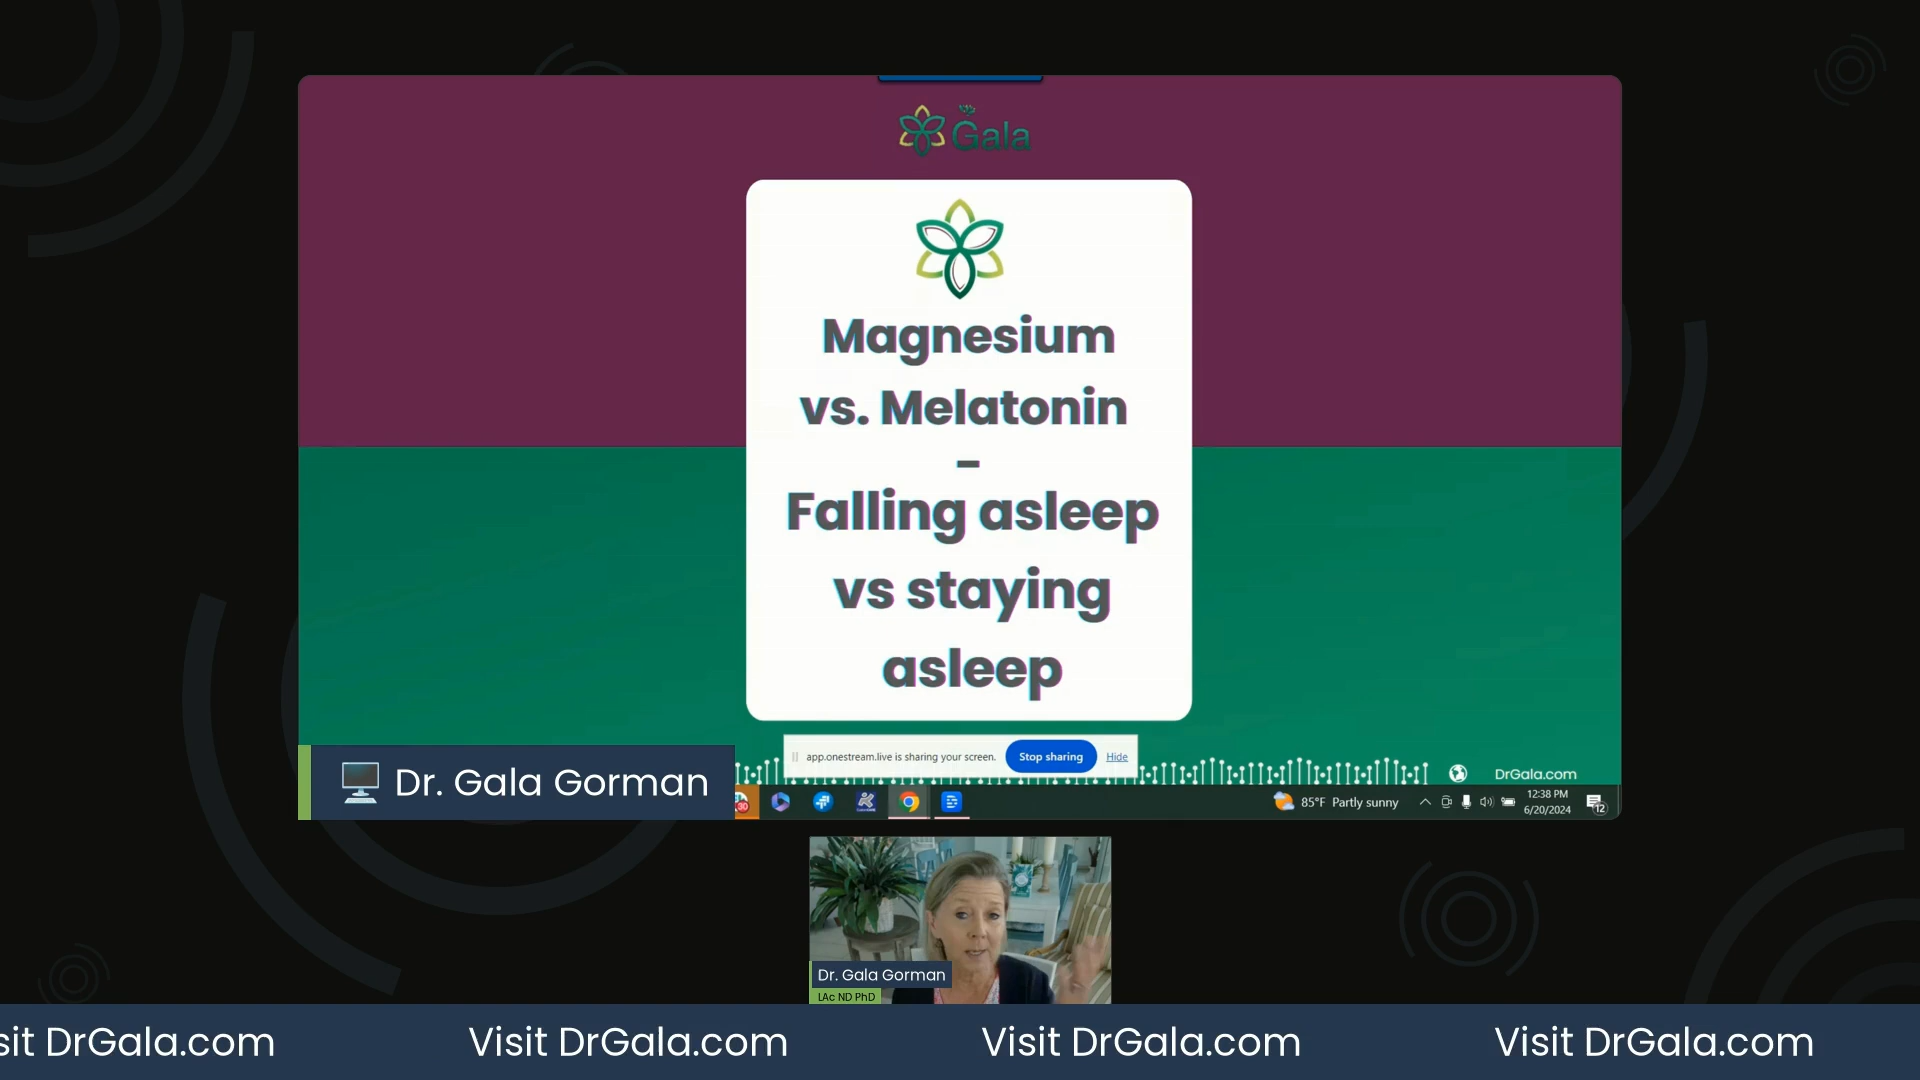 Gala
Magnesium
vs. Melatonin
-
Falling asleep
vs staying
asleep
app.onestream.live is sharing your screen. Stop sharing Hide
Dr. Gala Gorman
DrGala.com
30
85°F Partly sunny
12:38 PM
6/20/2024
12
Dr. Gala Gorman
LAc ND PhD
sit DrGala.com Visit DrGala.com Visit DrGala.com Visit DrGala.com